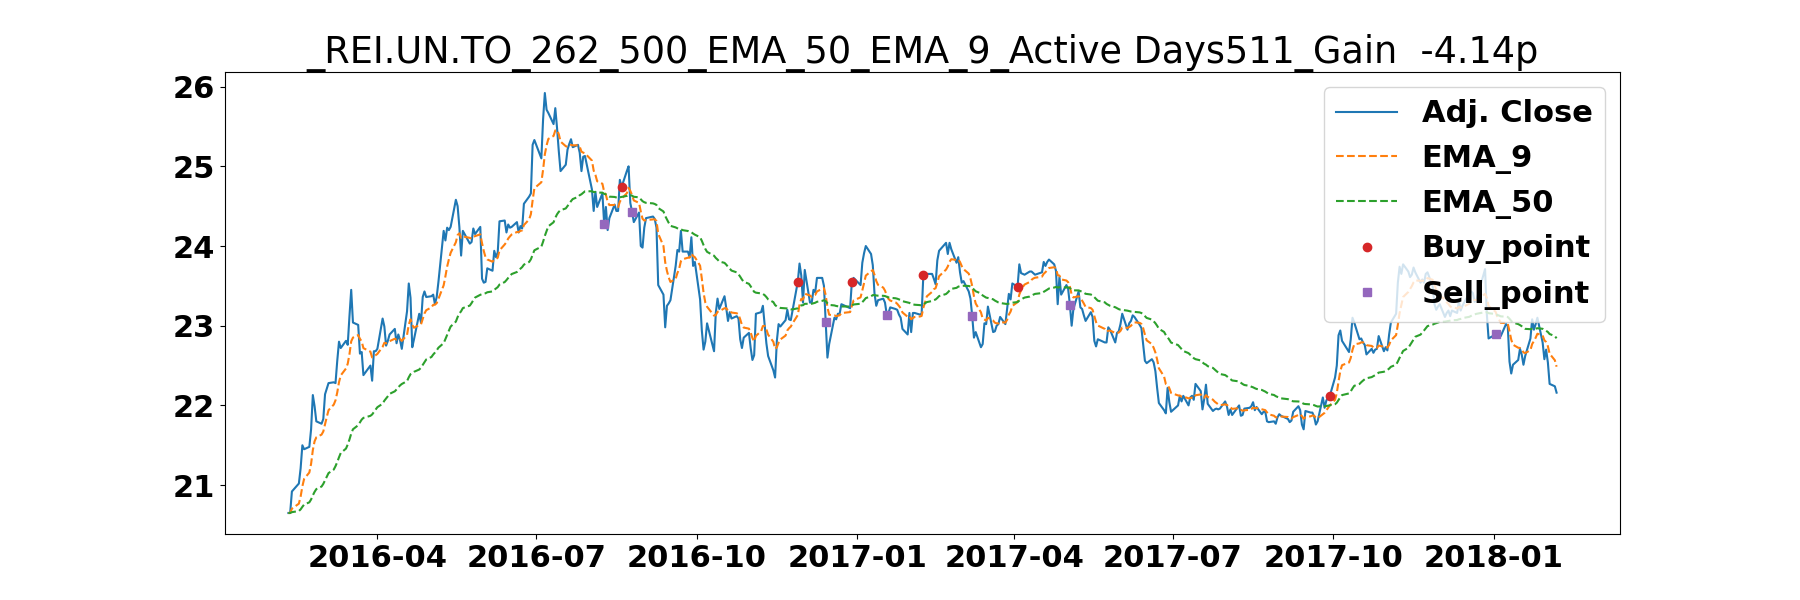 _REI.UN.TO_262_500_EMA_50_EMA_9_Active Days511_Gain  -4.14p
26
25
24
23
22
21
Adj. Close
EMA_9
EMA_50
Buy_point
Sell_point
2016-04 2016-07 2016-10 2017-01 2017-04 2017-07 2017-10 2018-01